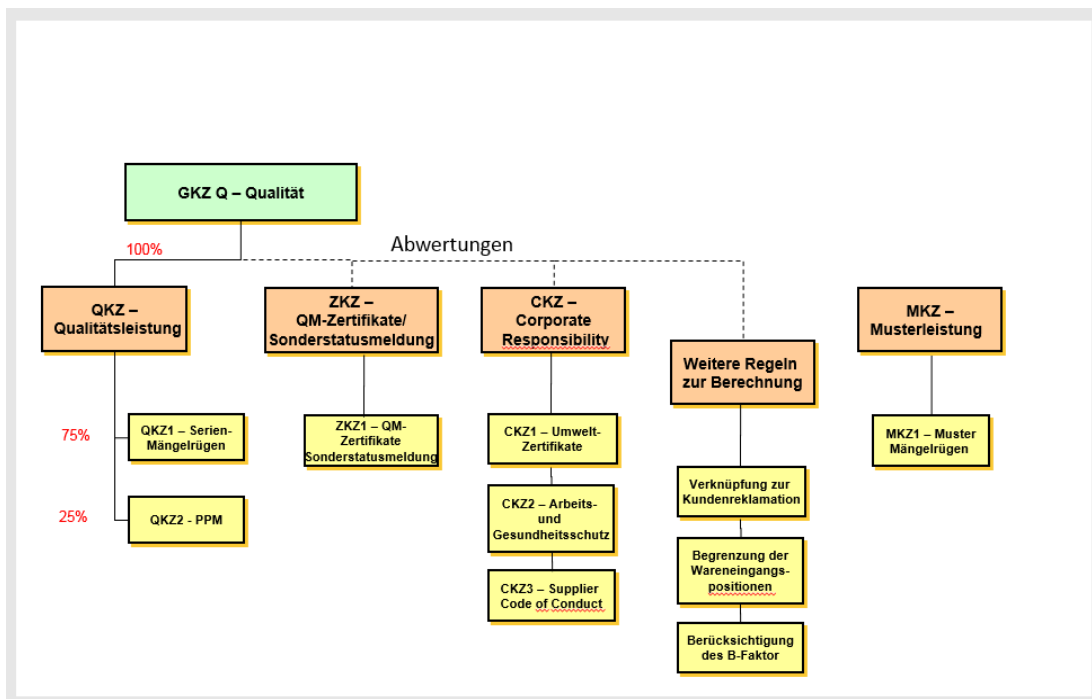 GKZ Q – Qualität
100%
Abwertungen
QKZ –
Qualitätsleistung
ZKZ –
QM-Zertifikate/
Sonderstatusmeldung
CKZ –
Corporate
Responsibility
Weitere Regeln
zur Berechnung
MKZ –
Musterleistung
75%
QKZ1 – Serien-
Mängelrügen
25%
QKZ2 - PPM
ZKZ1 – QM-
Zertifikate
Sonderstatusmeldung
CKZ1 – Umwelt-
Zertifikate
CKZ2 – Arbeits-
und
Gesundheitsschutz
CKZ3 – Supplier
Code of Conduct
Verknüpfung zur
Kundenreklamation
Begrenzung der
Wareneingangs-
positionen
Berücksichtigung
des B-Faktor
MKZ1 – Muster
Mängelrügen